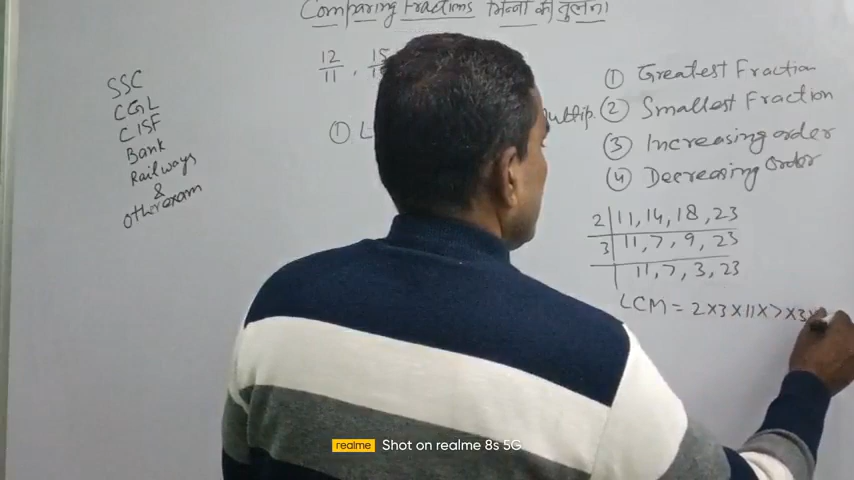 Comparing Fractions भिन्नों की तुलना
12/11, 15/
①
SSC
CGL
CISF
Bank
Railways
&
other exam
① Greatest Fraction
② Smallest Fraction
③ Increasing order
④ Decreasing Order
2 | 11, 14, 18, 23
3 | 11, 7, 9, 23
| 11, 7, 3, 23
LCM = 2×3×11×7×3×
realme Shot on realme 8s 5G